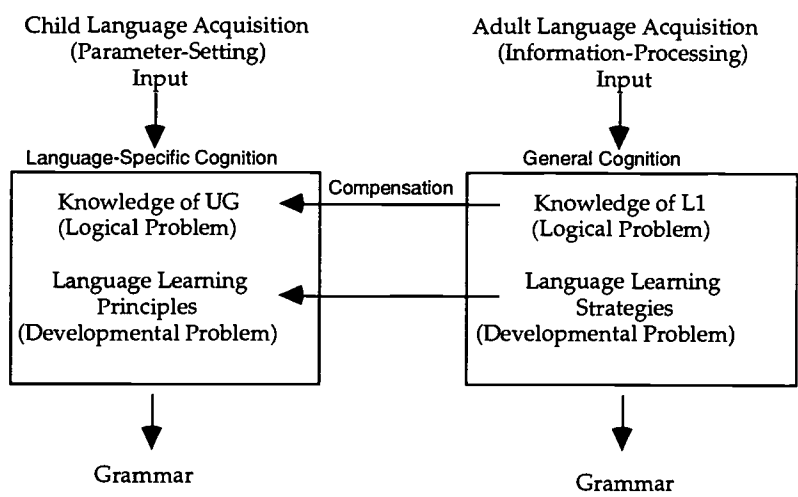 Child Language Acquisition
(Parameter-Setting)
Input
Language-Specific Cognition
Knowledge of UG
(Logical Problem)
Language Learning
Principles
(Developmental Problem)
Grammar
Compensation
Adult Language Acquisition
(Information-Processing)
Input
General Cognition
Knowledge of L1
(Logical Problem)
Language Learning
Strategies
(Developmental Problem)
Grammar